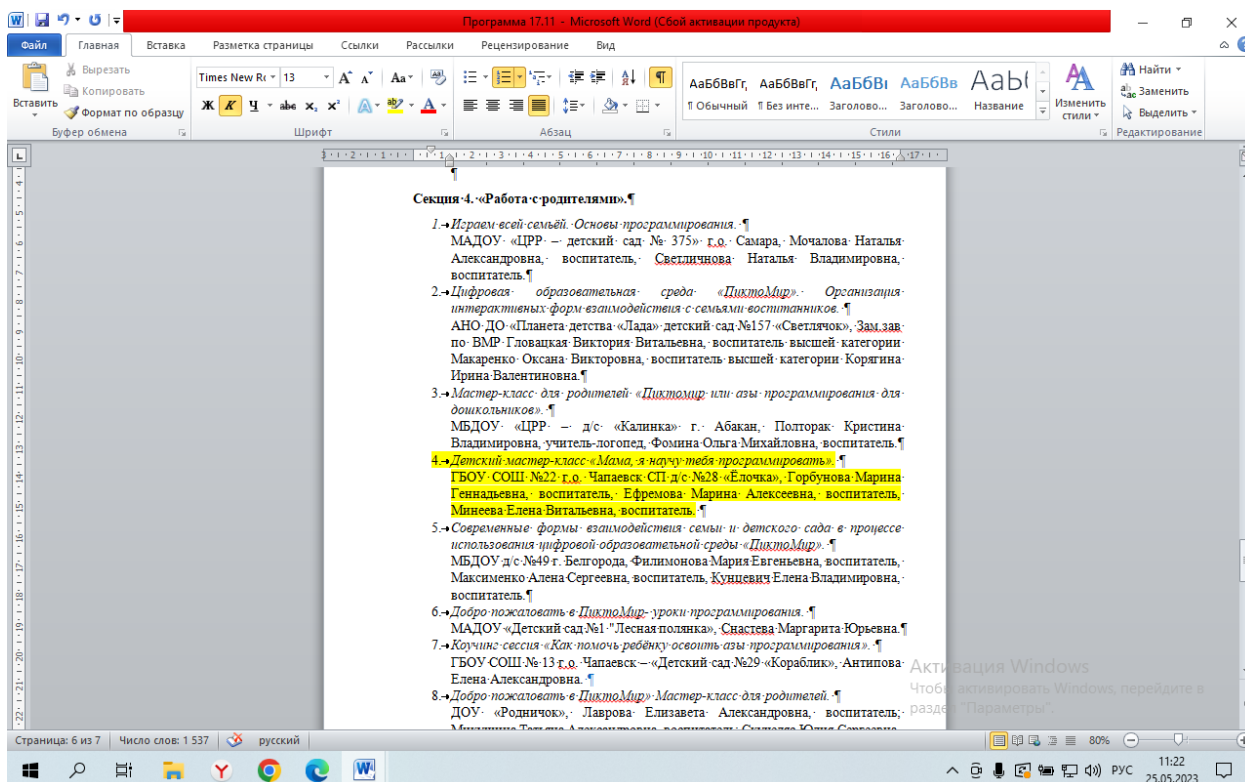 Программа 17.11 - Microsoft Word (Сбой активации продукта)
Файл Главная Вставка Разметка страницы Ссылки Рассылки Рецензирование Вид
Вставить
Вырезать
Копировать
Формат по образцу
Буфер обмена
Times New Ro 13
Ж К Ч abc x₂ x²
Шрифт
Абзац
АаБбВвГг, АаБбВвГг, АаБбВı АаБбВв АаЫ
¶ Обычный ¶ Без инте... Заголово... Заголово... Название
Изменить стили
Стили
Найти
Заменить
Выделить
Редактирование
Секция 4. «Работа с родителями».¶
1. Играем всей семьёй. Основы программирования. ¶
МАДОУ «ЦРР – детский сад № 375» г.о. Самара, Мочалова Наталья
Александровна, воспитатель, Светличнова Наталья Владимировна,
воспитатель.¶
2. Цифровая образовательная среда «ПиктоМир». Организация
интерактивных форм взаимодействия с семьями воспитанников. ¶
АНО ДО «Планета детства «Лада» детский сад №157 «Светлячок», Зам.зав
по ВМР Гловацкая Виктория Витальевна, воспитатель высшей категории
Макаренко Оксана Викторовна, воспитатель высшей категории Корягина
Ирина Валентиновна.¶
3. Мастер-класс для родителей «Пиктомир или азы программирования для
дошкольников». ¶
МБДОУ «ЦРР – д/с «Калинка» г. Абакан, Полторак Кристина
Владимировна, учитель-логопед, Фомина Ольга Михайловна, воспитатель.¶
4. Детский мастер-класс «Мама, я научу тебя программировать». ¶
ГБОУ СОШ №22 г.о. Чапаевск СП д/с №28 «Ёлочка», Горбунова Марина
Геннадьевна, воспитатель, Ефремова Марина Алексеевна, воспитатель,
Минеева Елена Витальевна, воспитатель. ¶
5. Современные формы взаимодействия семьи и детского сада в процессе
использования цифровой образовательной среды «ПиктоМир». ¶
МБДОУ д/с №49 г. Белгорода, Филимонова Мария Евгеньевна, воспитатель,
Максименко Алена Сергеевна, воспитатель, Кунцевич Елена Владимировна,
воспитатель.¶
6. Добро пожаловать в ПиктоМир- уроки программирования. ¶
МАДОУ «Детский сад №1 "Лесная полянка», Снастева Маргарита Юрьевна.¶
7. Коучинг сессия «Как помочь ребёнку освоить азы программирования». ¶
ГБОУ СОШ № 13 г.о. Чапаевск – «Детский сад №29 «Кораблик», Антипова
Елена Александровна. ¶
8. Добро пожаловать в ПиктоМир» Мастер-класс для родителей. ¶
ДОУ «Родничок», Лаврова Елизавета Александровна, воспитатель;
Активация Windows
Чтобы активировать Windows, перейдите в
раздел "Параметры".
Страница: 6 из 7 Число слов: 1 537 русский 80%
РУС 11:22
25.05.2023